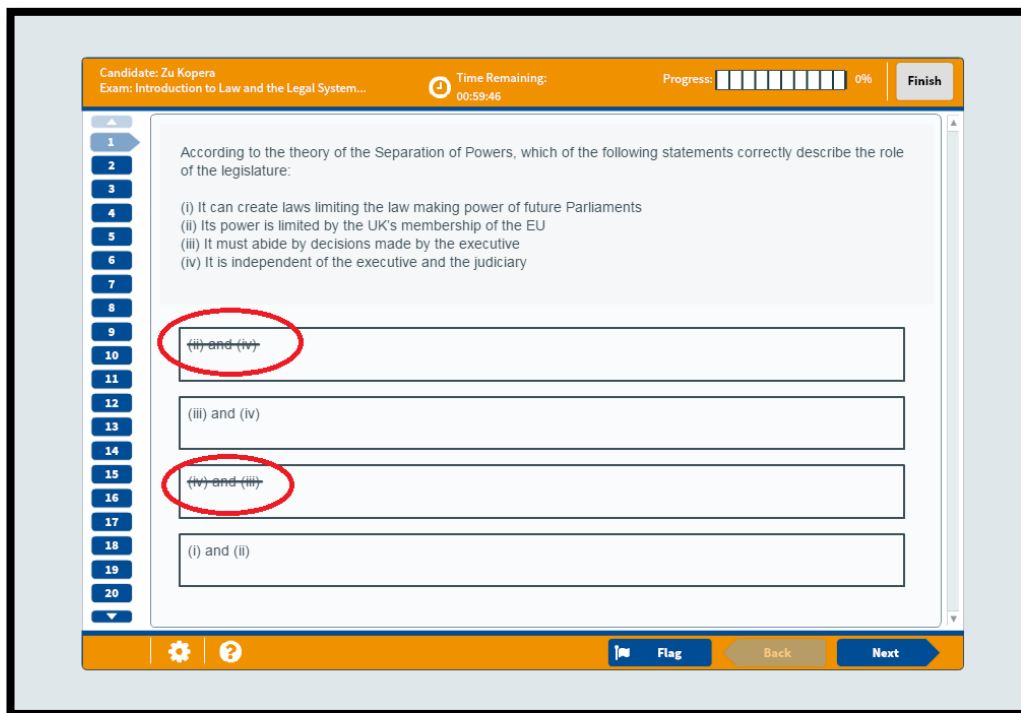 Candidate: Zu Kopera
Exam: Introduction to Law and the Legal System...
Time Remaining:
00:59:46
Progress:
0%
Finish
1
2
3
4
5
6
7
8
9
10
11
12
13
14
15
16
17
18
19
20
According to the theory of the Separation of Powers, which of the following statements correctly describe the role
of the legislature:
(i) It can create laws limiting the law making power of future Parliaments
(ii) Its power is limited by the UK's membership of the EU
(iii) It must abide by decisions made by the executive
(iv) It is independent of the executive and the judiciary
(ii) and (iv)
(iii) and (iv)
(iv) and (iii)
(i) and (ii)
?
Flag
Back
Next